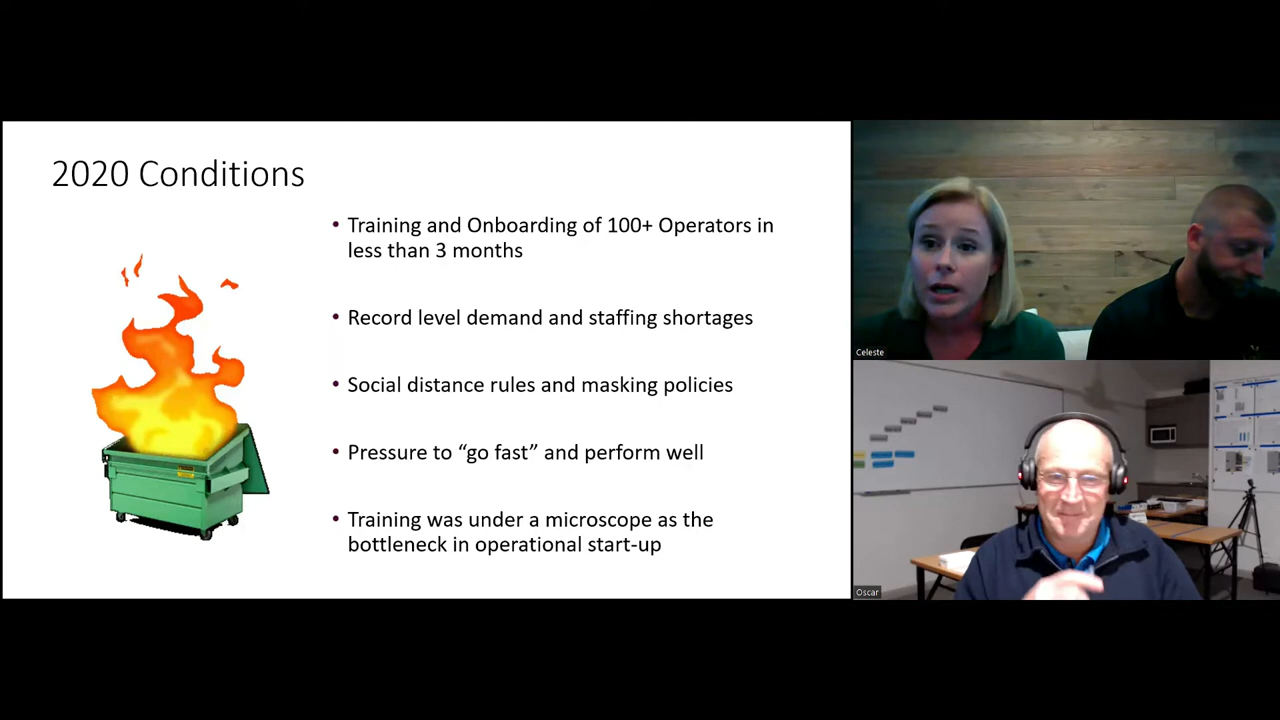 2020 Conditions
• Training and Onboarding of 100+ Operators in
less than 3 months
• Record level demand and staffing shortages
• Social distance rules and masking policies
• Pressure to “go fast” and perform well
• Training was under a microscope as the
bottleneck in operational start-up
Celeste
Oscar